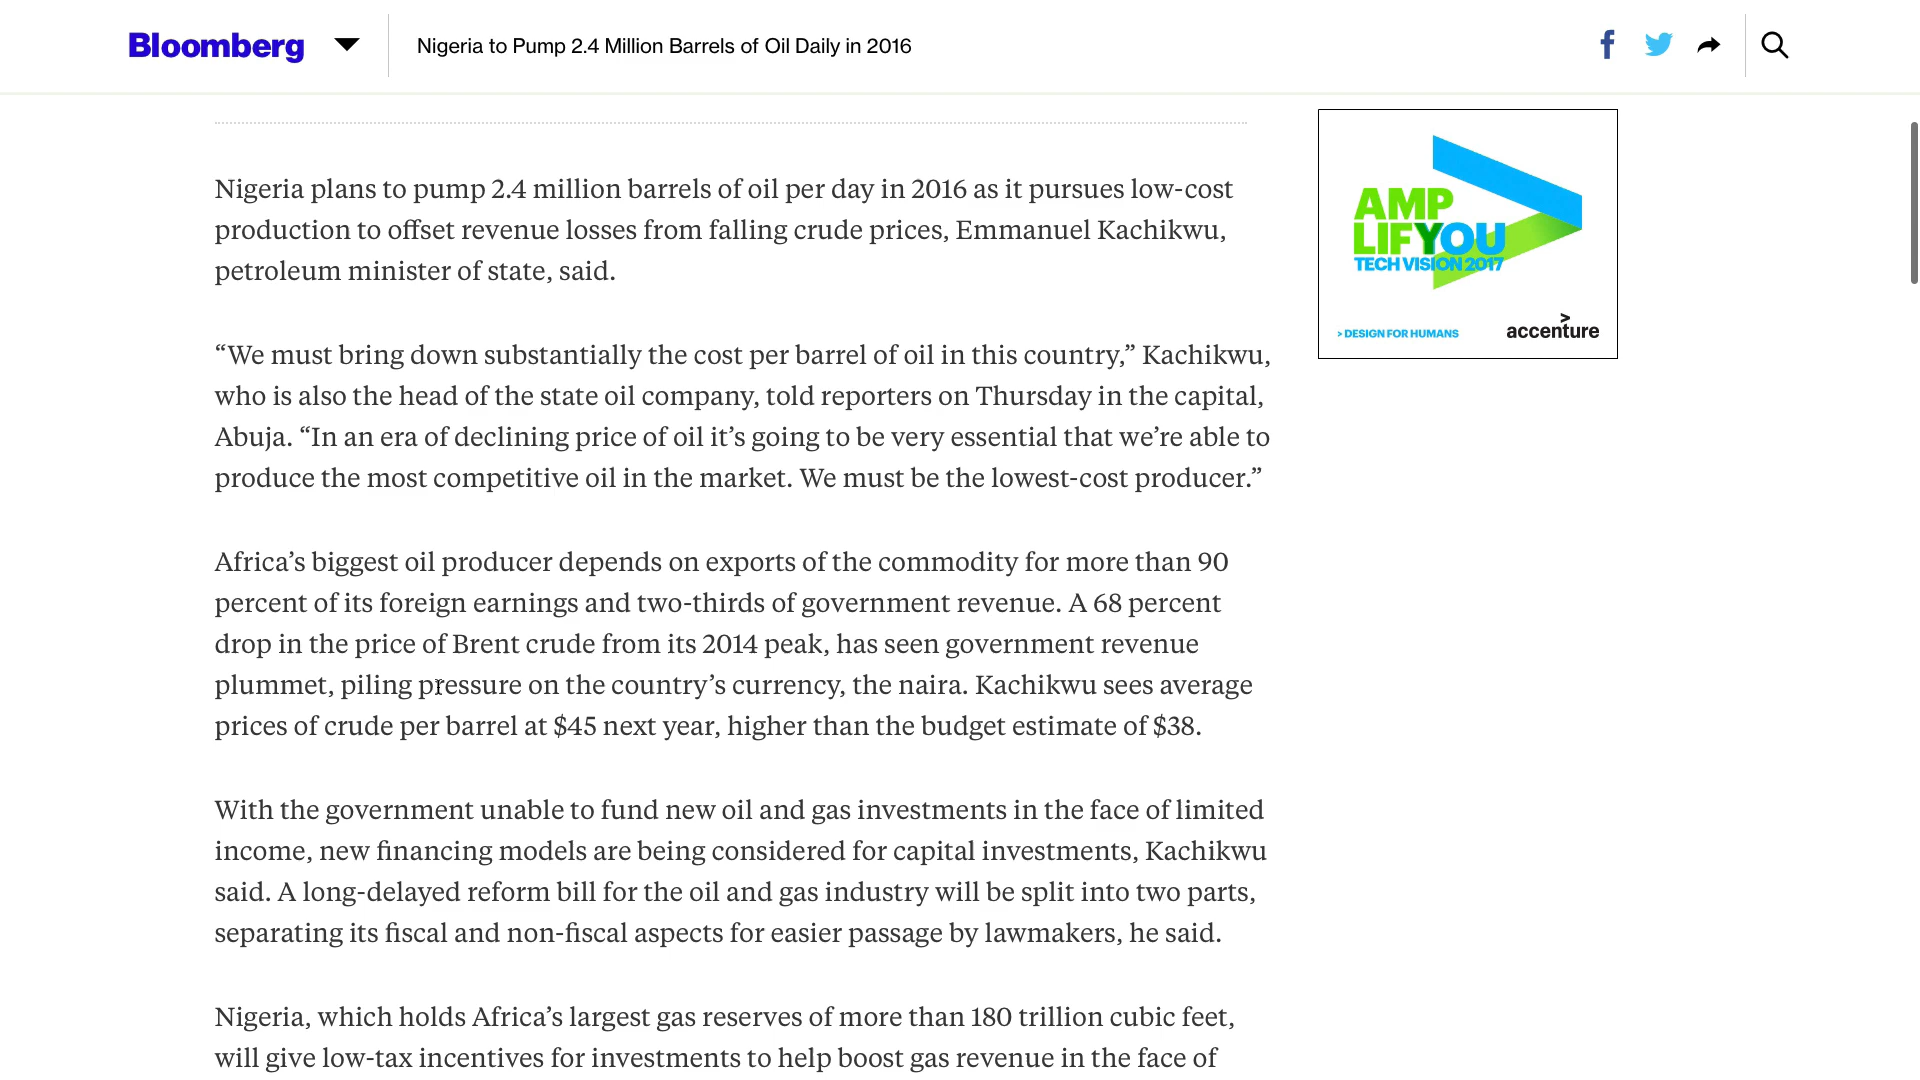 Bloomberg
Nigeria to Pump 2.4 Million Barrels of Oil Daily in 2016
Nigeria plans to pump 2.4 million barrels of oil per day in 2016 as it pursues low-cost
production to offset revenue losses from falling crude prices, Emmanuel Kachikwu,
petroleum minister of state, said.
“We must bring down substantially the cost per barrel of oil in this country,” Kachikwu,
who is also the head of the state oil company, told reporters on Thursday in the capital,
Abuja. “In an era of declining price of oil it’s going to be very essential that we’re able to
produce the most competitive oil in the market. We must be the lowest-cost producer.”
Africa’s biggest oil producer depends on exports of the commodity for more than 90
percent of its foreign earnings and two-thirds of government revenue. A 68 percent
drop in the price of Brent crude from its 2014 peak, has seen government revenue
plummet, piling pressure on the country’s currency, the naira. Kachikwu sees average
prices of crude per barrel at $45 next year, higher than the budget estimate of $38.
With the government unable to fund new oil and gas investments in the face of limited
income, new financing models are being considered for capital investments, Kachikwu
said. A long-delayed reform bill for the oil and gas industry will be split into two parts,
separating its fiscal and non-fiscal aspects for easier passage by lawmakers, he said.
Nigeria, which holds Africa’s largest gas reserves of more than 180 trillion cubic feet,
will give low-tax incentives for investments to help boost gas revenue in the face of
AMP
LIFYOU
TECH VISION 2017
> DESIGN FOR HUMANS
accenture